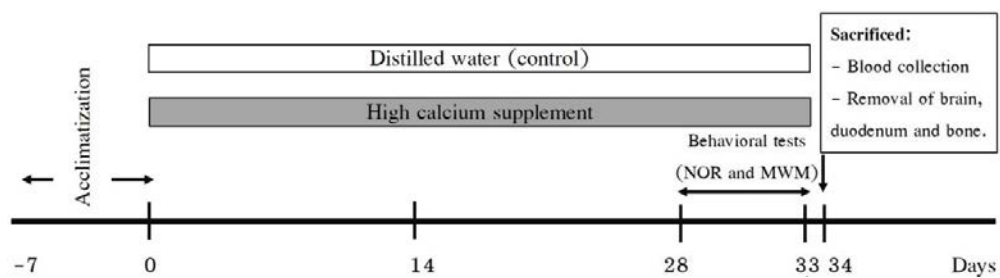 Sacrificed:
- Blood collection
- Removal of brain,
duodenum and bone.
Distilled water (control)
High calcium supplement
Behavioral tests
(NOR and MWM)
Acclimatization
-7 0 14 28 33 34 Days